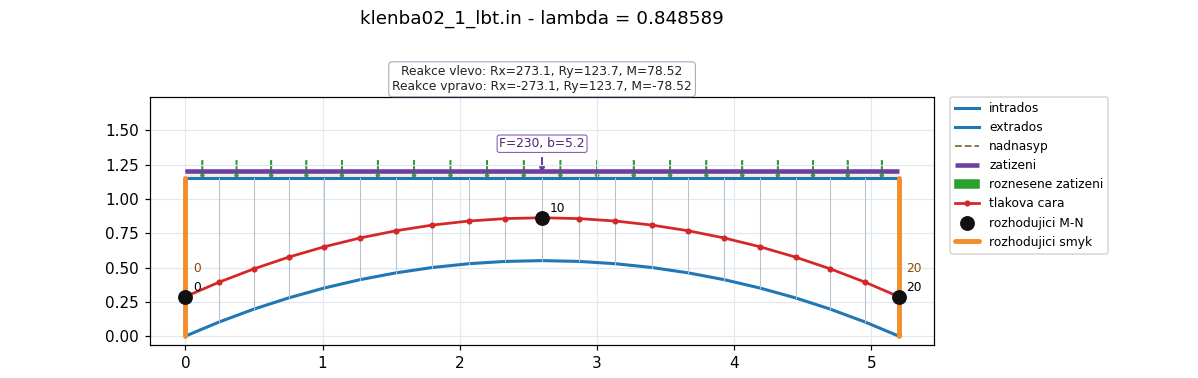 klenba02_1_lbt.in - lambda = 0.848589
Reakce vlevo: Rx=273.1, Ry=123.7, M=78.52
Reakce vpravo: Rx=-273.1, Ry=123.7, M=-78.52
F=230, b=5.2
1.50
1.25
1.00
0.75
0.50
0.25
0.00
0
0
10
20
20
0
1
2
3
4
5
intrados
extrados
nadnasyp
zatizeni
roznesene zatizeni
tlakova cara
rozhodujici M-N
rozhodujici smyk